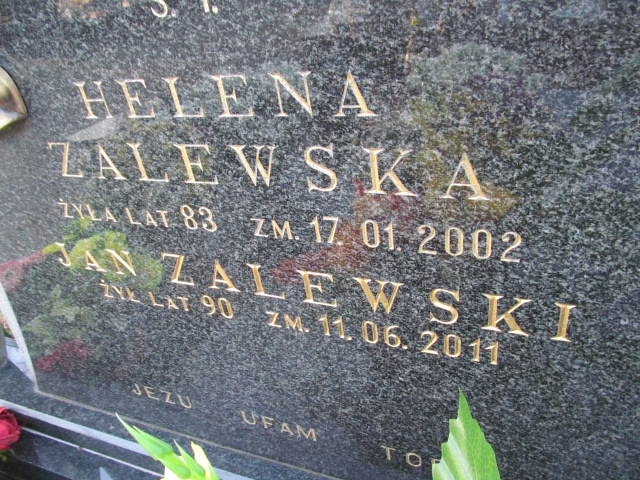 Ś. P.
HELENA
ZALEWSKA
ŻYŁA LAT 83 ZM. 17. 01. 2002
JAN ZALEWSKI
ŻYŁ LAT 90 ZM. 11. 06. 2011
JEZU UFAM